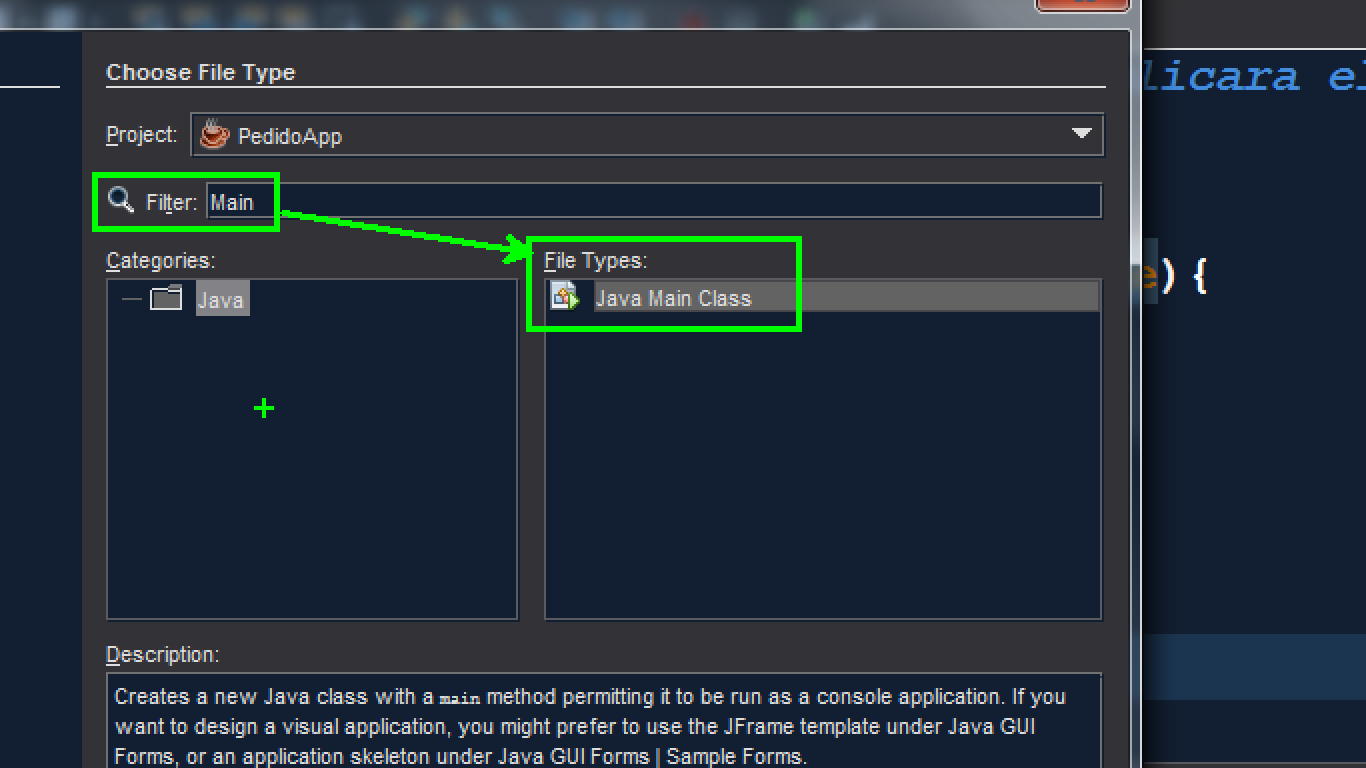 Choose File Type
Project: PedidoApp
Filter: Main
Categories:
File Types:
Java
Java Main Class
Description:
Creates a new Java class with a main method permitting it to be run as a console application. If you
want to design a visual application, you might prefer to use the JFrame template under Java GUI
Forms, or an application skeleton under Java GUI Forms | Sample Forms.
licara el
e) {